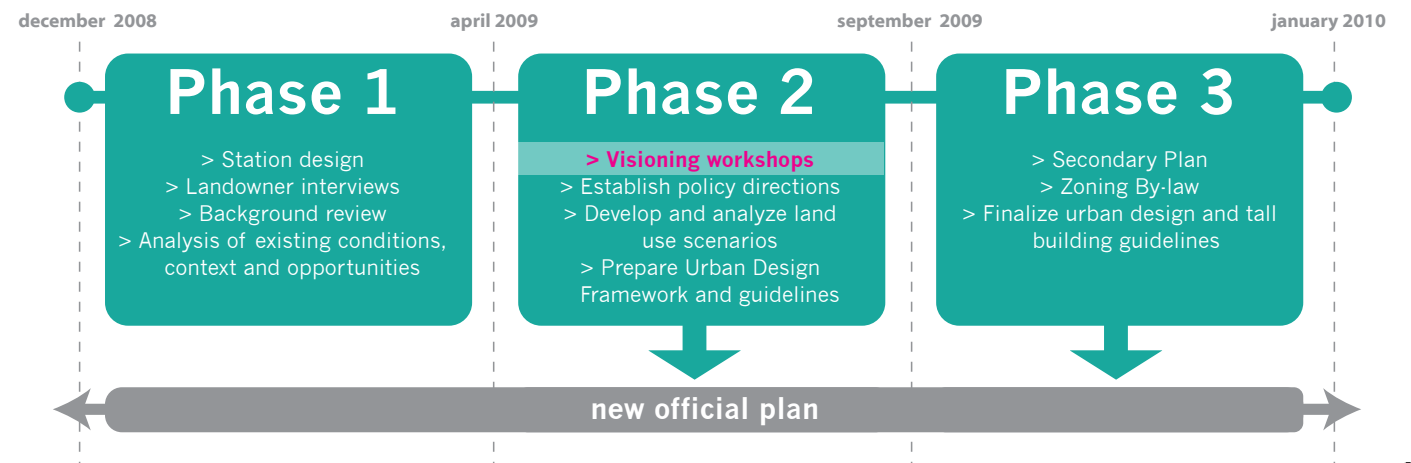 december 2008
april 2009
september 2009
january 2010
Phase 1
> Station design
> Landowner interviews
> Background review
> Analysis of existing conditions,
context and opportunities
Phase 2
> Visioning workshops
> Establish policy directions
> Develop and analyze land
use scenarios
> Prepare Urban Design
Framework and guidelines
Phase 3
> Secondary Plan
> Zoning By-law
> Finalize urban design and tall
building guidelines
new official plan